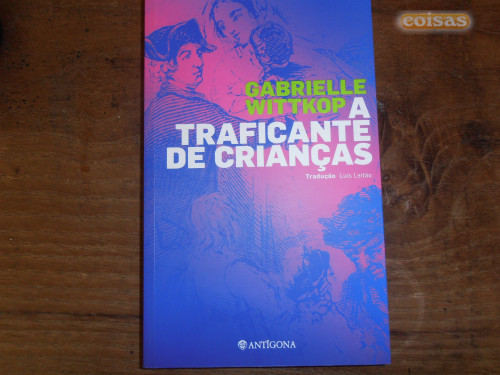 coisas
GABRIELLE
WITTKOP A
TRAFICANTE
DE CRIANÇAS
Tradução Luís Leitão
ANTÍGONA